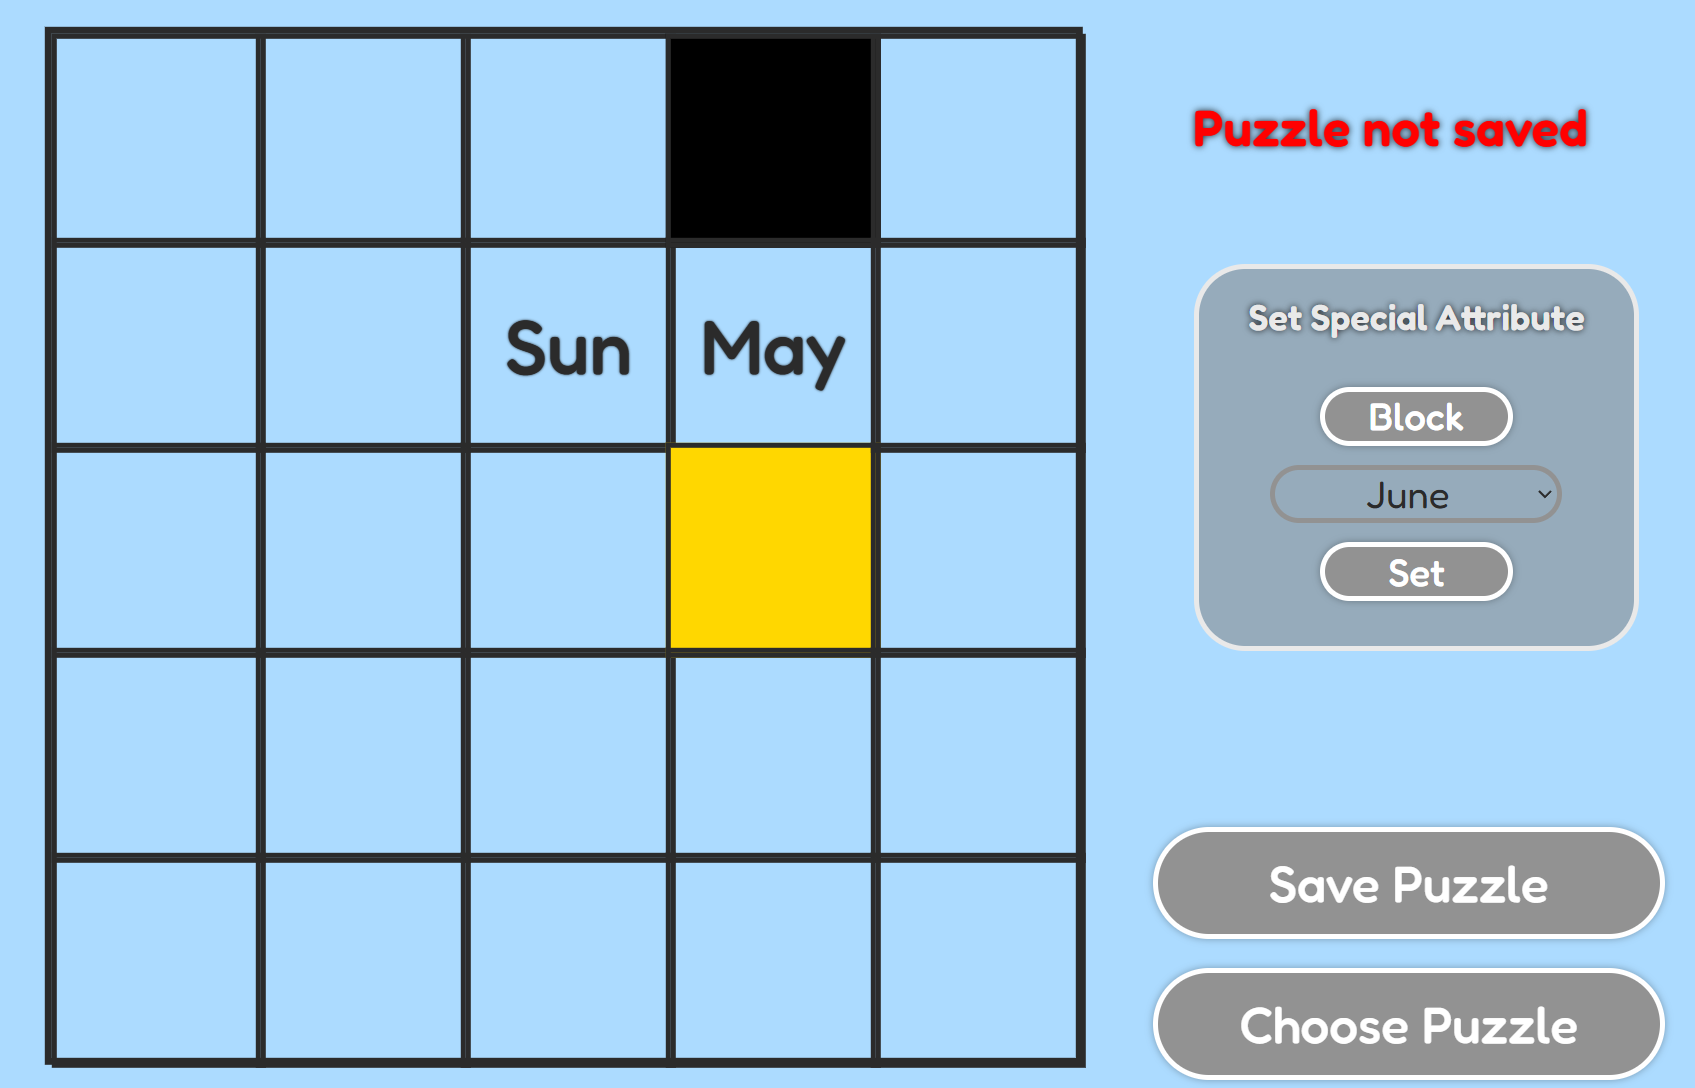 Puzzle not saved
Sun
May
Set Special Attribute
Block
June
Set
Save Puzzle
Choose Puzzle